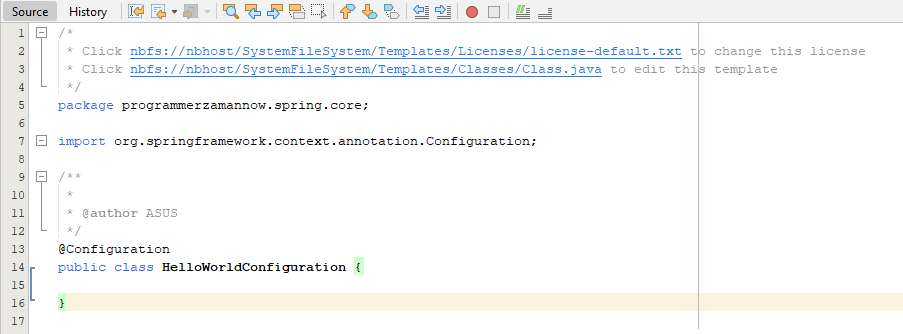 Source History
1 /*
2 * Click nbfs://nbhost/SystemFileSystem/Templates/Licenses/license-default.txt to change this license
3 * Click nbfs://nbhost/SystemFileSystem/Templates/Classes/Class.java to edit this template
4 */
5 package programmerzamannow.spring.core;
6
7 import org.springframework.context.annotation.Configuration;
8
9 /**
10 *
11 * @author ASUS
12 */
13 @Configuration
14 public class HelloWorldConfiguration {
15
16 }
17